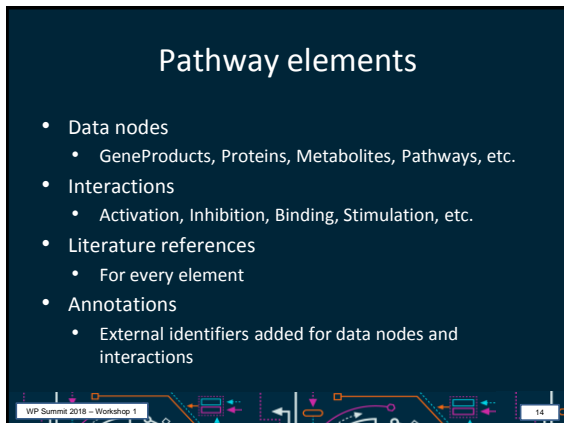 Pathway elements
• Data nodes
• GeneProducts, Proteins, Metabolites, Pathways, etc.
• Interactions
• Activation, Inhibition, Binding, Stimulation, etc.
• Literature references
• For every element
• Annotations
• External identifiers added for data nodes and
interactions
WP Summit 2018 – Workshop 1
14